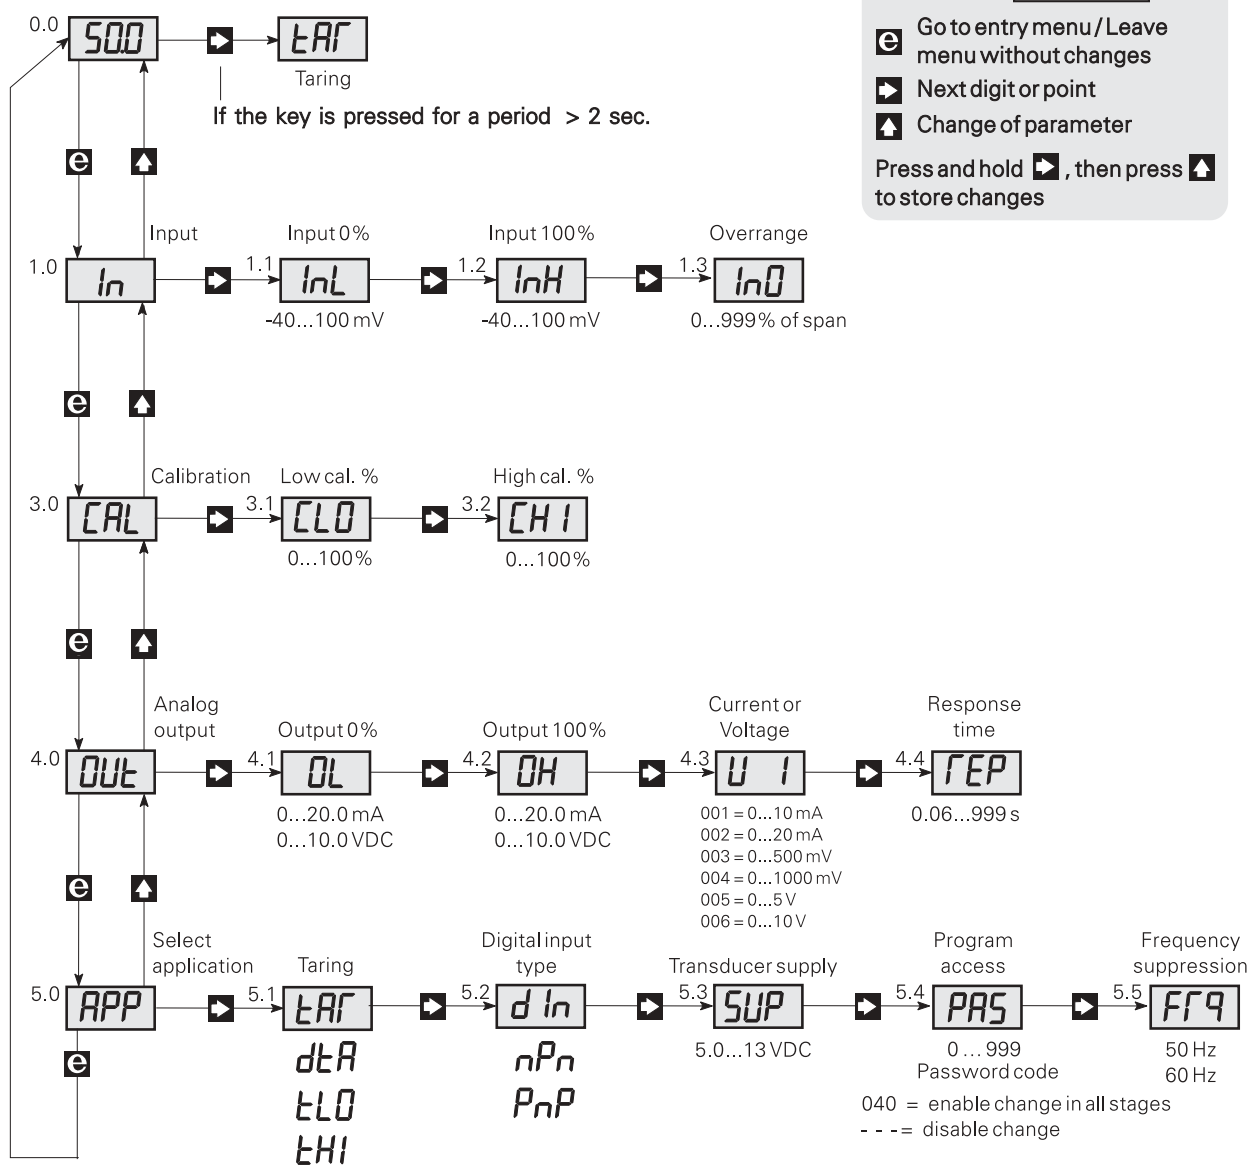 0.0
50.0
tAr
Taring
If the key is pressed for a period > 2 sec.
e Go to entry menu / Leave
menu without changes
Next digit or point
Change of parameter
Press and hold , then press
to store changes
e
Input
Input 0%
Input 100%
Overrange
1.0
In
1.1
InL
1.2
InH
1.3
InO
-40...100 mV
-40...100 mV
0...999% of span
e
Calibration
Low cal. %
High cal. %
3.0
CAL
3.1
CLO
3.2
CHI
0...100%
0...100%
e
Analog
output
Output 0%
Output 100%
Current or
Voltage
Response
time
4.0
OUt
4.1
OL
4.2
OH
4.3
U I
4.4
rEP
0...20.0 mA
0...10.0 VDC
0...20.0 mA
0...10.0 VDC
001 = 0...10 mA
002 = 0...20 mA
003 = 0...500 mV
004 = 0...1000 mV
005 = 0...5 V
006 = 0...10 V
0.06...999 s
e
Select
application
Taring
Digital input
type
Transducer supply
Program
access
Frequency
suppression
5.0
APP
5.1
tAr
5.2
dIn
5.3
SUP
5.4
PAS
5.5
Frq
e
dtA
tLO
tHI
nPn
PnP
5.0...13 VDC
0 ... 999
Password code
040 = enable change in all stages
- - -= disable change
50 Hz
60 Hz